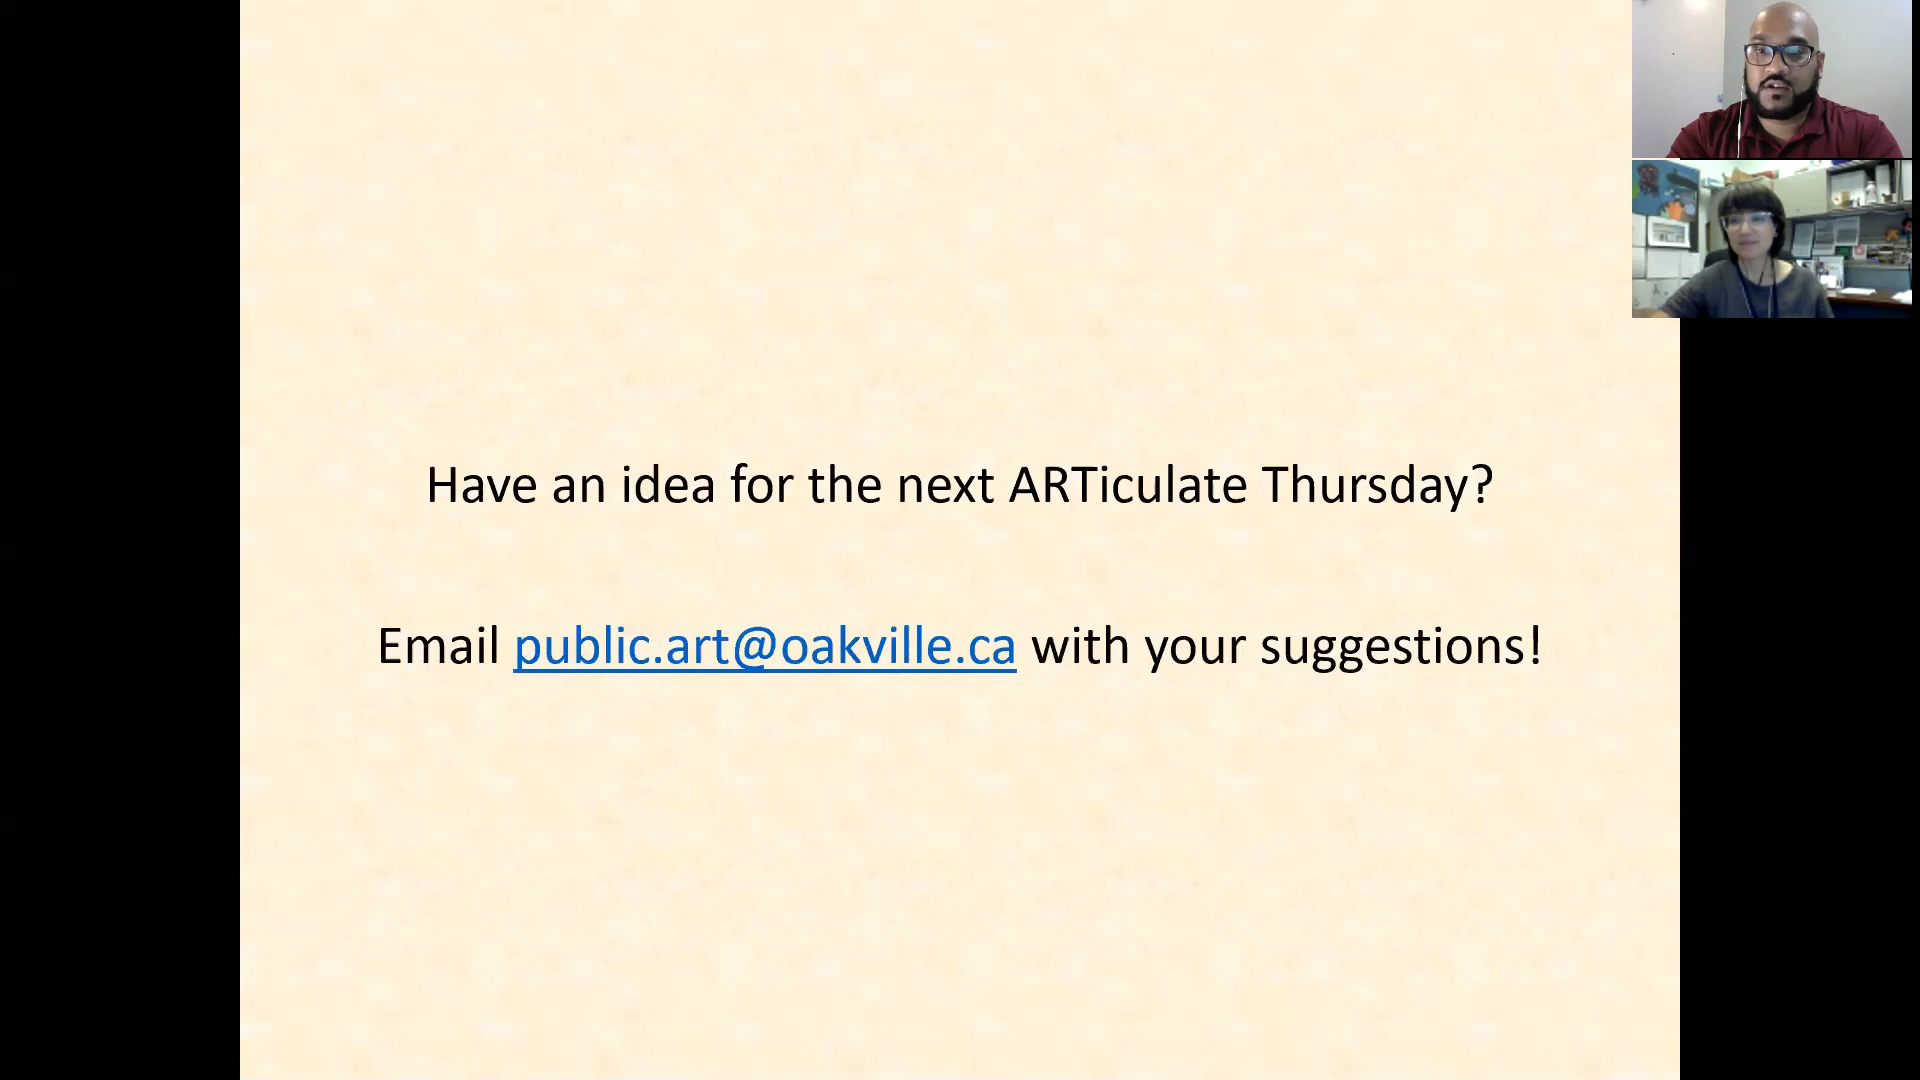 Have an idea for the next ARTiculate Thursday?
Email public.art@oakville.ca with your suggestions!